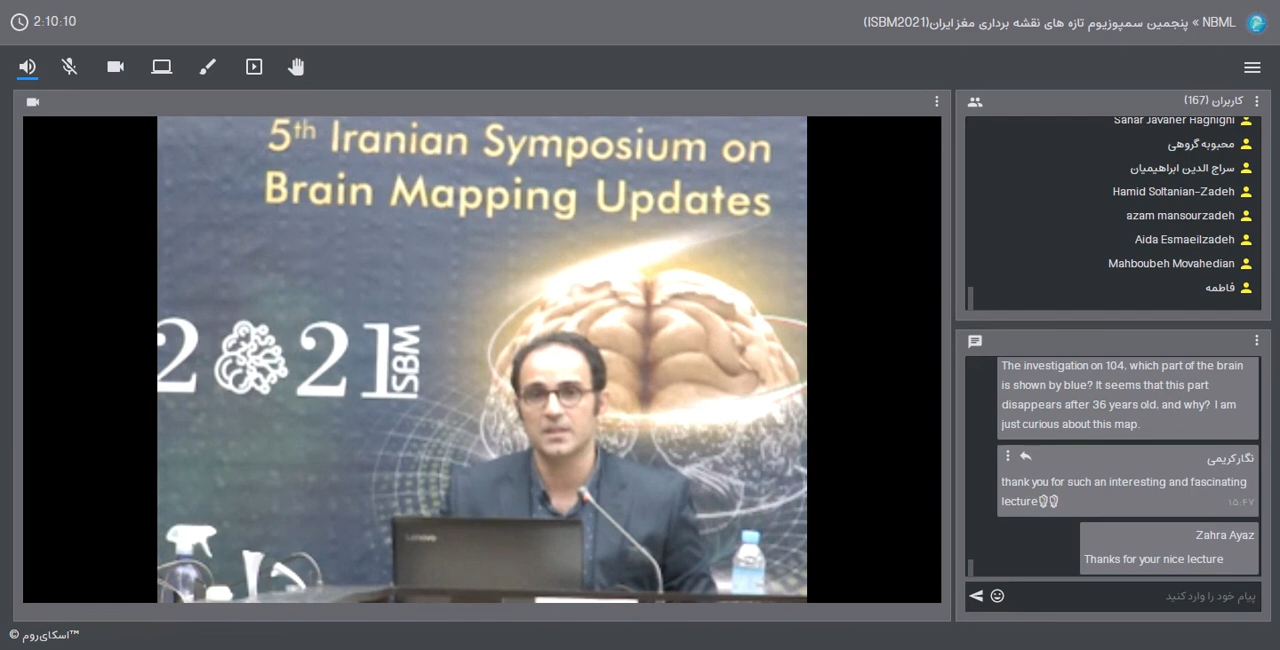 2:10:10
NBML » پنجمین سمپوزیوم تازه های نقشه برداری مغز ایران(ISBM2021)
5th Iranian Symposium on
Brain Mapping Updates
2021
ISBM
Lenovo
کاربران (167)
Sahar Javaher Haghighi
محبوبه گروهی
سراج الدین ابراهیمیان
Hamid Soltanian-Zadeh
azam mansourzadeh
Aida Esmaeilzadeh
Mahboubeh Movahedian
فاطمه
The investigation on 104, which part of the brain
is shown by blue? It seems that this part
disappears after 36 years old, and why? I am
just curious about this map.
نگار کریمی
thank you for such an interesting and fascinating
lecture👌🏻👌🏻
۱۵:۴۷
Zahra Ayaz
Thanks for your nice lecture
پیام خود را وارد کنید
© اسکای‌روم™